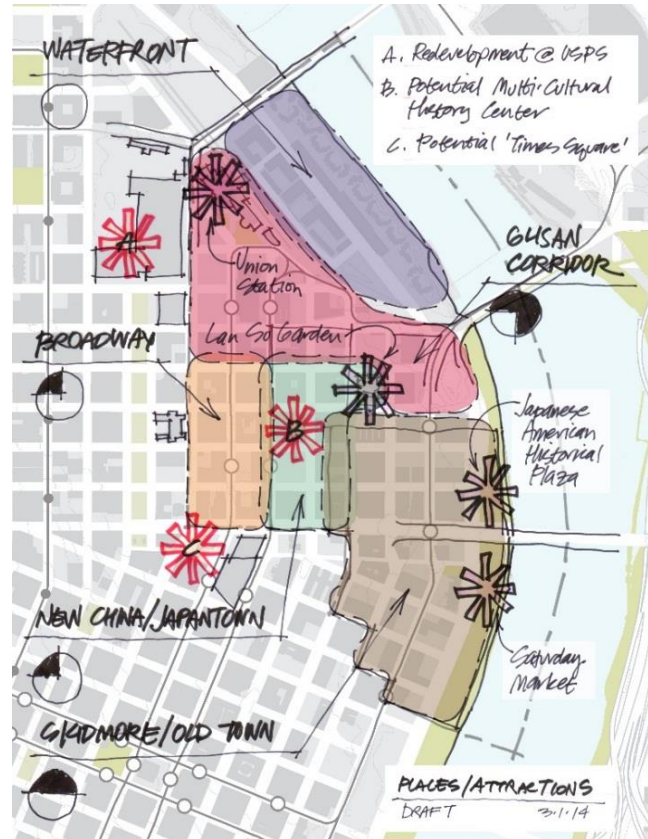 WATERFRONT
A. Redevelopment @ USPS
B. Potential Multi-Cultural
History Center
C. Potential 'Times Square'
A
Union
Station
GLISAN
CORRIDOR
BROADWAY
Lan Su Garden
B
Japanese
American
Historical
Plaza
C
NEW CHINA/JAPANTOWN
Saturday
Market
SKIDMORE/OLD TOWN
PLACES/ATTRACTIONS
DRAFT 3.1.14